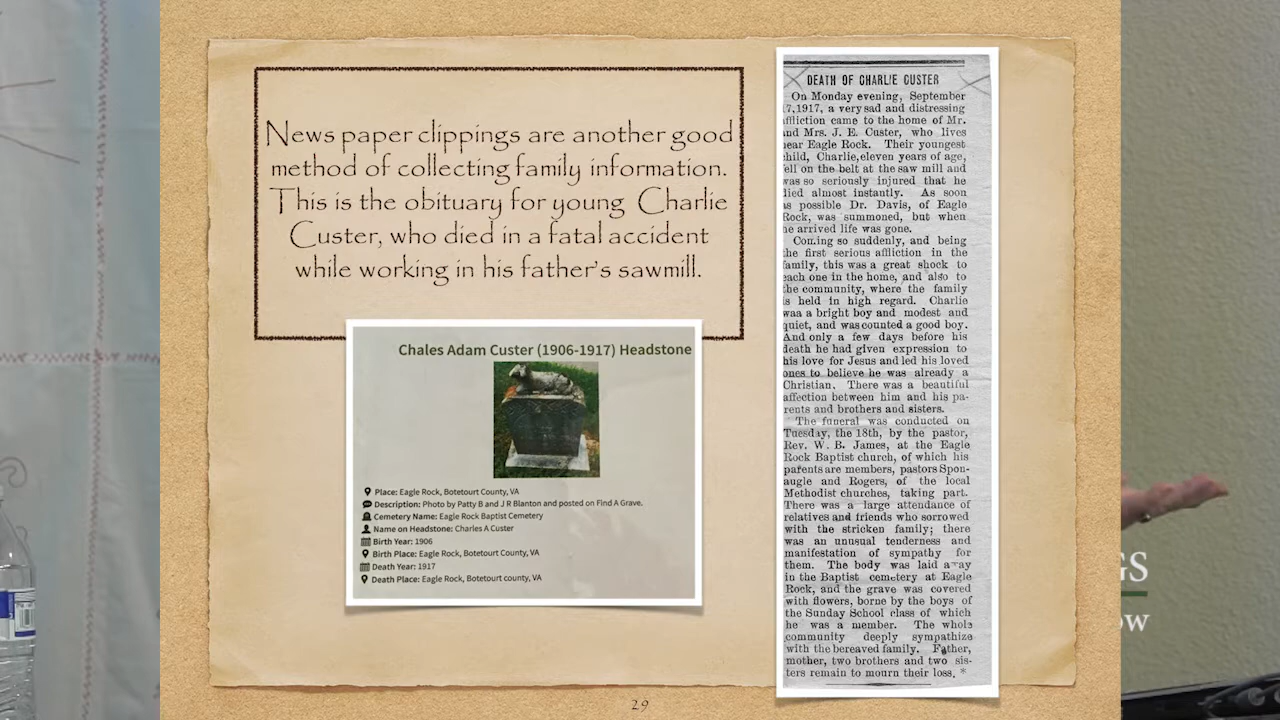 News paper clippings are another good
method of collecting family information.
This is the obituary for young Charlie
Custer, who died in a fatal accident
while working in his father's sawmill.
Chales Adam Custer (1906-1917) Headstone
Place: Eagle Rock, Botetourt County, VA
Description: Photo by Patty B and J R Blanton and posted on Find A Grave.
Cemetery Name: Eagle Rock Baptist Cemetery
Name on Headstone: Charles A Custer
Birth Year: 1906
Birth Place: Eagle Rock, Botetourt County, VA
Death Year: 1917
Death Place: Eagle Rock, Botetourt county, VA
DEATH OF CHARLIE CUSTER
On Monday evening, September
17,1917, a very sad and distressing
affliction came to the home of Mr.
and Mrs. J. E. Custer, who lives
near Eagle Rock. Their youngest
child, Charlie, eleven years of age,
fell on the belt at the saw mill and
was so seriously injured that he
died almost instantly. As soon
as possible Dr. Davis, of Eagle
Rock, was summoned, but when
he arrived life was gone.
Coming so suddenly, and being
the first serious affliction in the
family, this was a great shock to
each one in the home, and also to
the community, where the family
is held in high regard. Charlie
was a bright boy and modest and
quiet, and was counted a good boy.
And only a few days before his
death he had given expression to
his love for Jesus and led his loved
ones to believe he was already a
Christian. There was a beautiful
affection between him and his pa-
rents and brothers and sisters.
The funeral was conducted on
Tuesday, the 18th, by the pastor,
Rev. W. B. James, at the Eagle
Rock Baptist church, of which his
parents are members, pastors Spon-
augle and Rogers, of the local
Methodist churches, taking part.
There was a large attendance of
relatives and friends who sorrowed
with the stricken family; there
was an unusual tenderness and
manifestation of sympathy for
them. The body was laid away
in the Baptist cemetery at Eagle
Rock, and the grave was covered
with flowers, borne by the boys of
the Sunday School class of which
he was a member. The whole
community deeply sympathize
with the bereaved family. Father,
mother, two brothers and two sis-
ters remain to mourn their loss. *
29
GS
ow